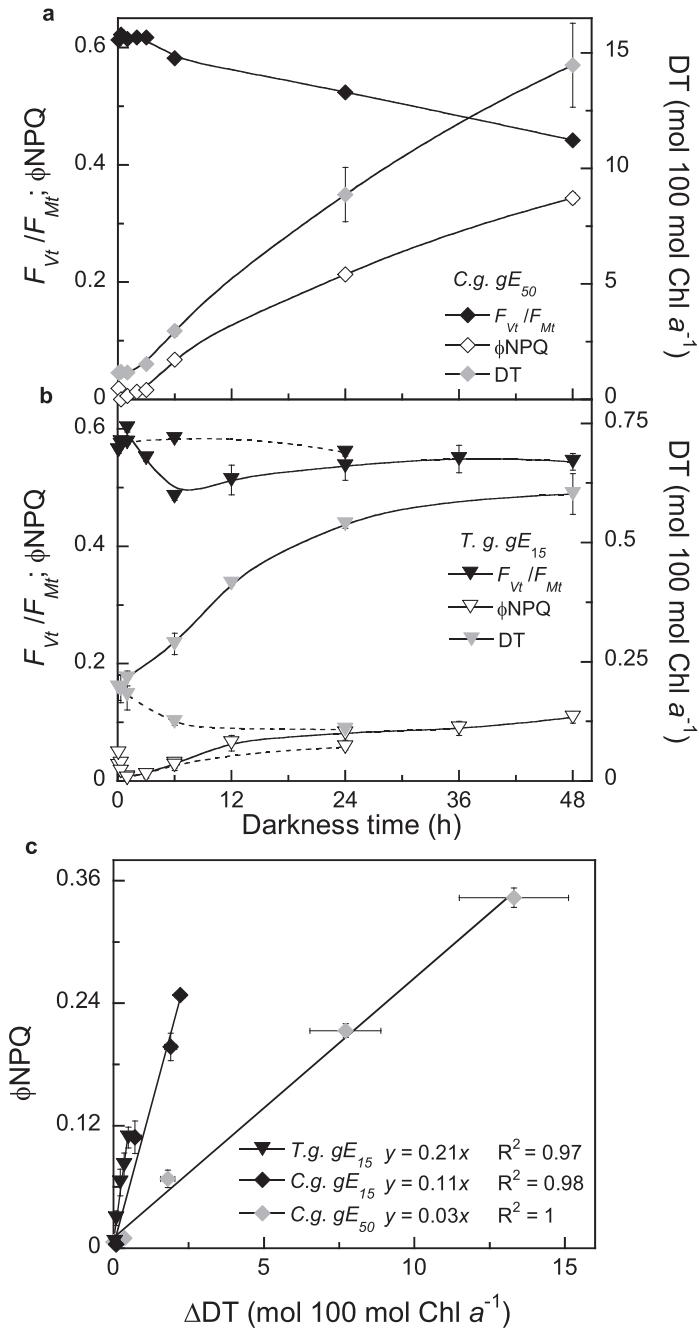 a
0.6
0.4
0.2
0
15
10
5
0
F_Vt /F_Mt; ϕNPQ
DT (mol 100 mol Chl a⁻¹)
C.g. gE₅₀
F_Vt /F_Mt
ϕNPQ
DT
b
0.6
0.4
0.2
0
0.75
0.5
0.25
0
F_Vt /F_Mt; ϕNPQ
DT (mol 100 mol Chl a⁻¹)
T. g. gE₁₅
F_Vt /F_Mt
ϕNPQ
DT
0 12 24 36 48
Darkness time (h)
c
0.36
0.24
0.12
0
ϕNPQ
T.g. gE₁₅ y = 0.21x R² = 0.97
C.g. gE₁₅ y = 0.11x R² = 0.98
C.g. gE₅₀ y = 0.03x R² = 1
0 5 10 15
ΔDT (mol 100 mol Chl a⁻¹)